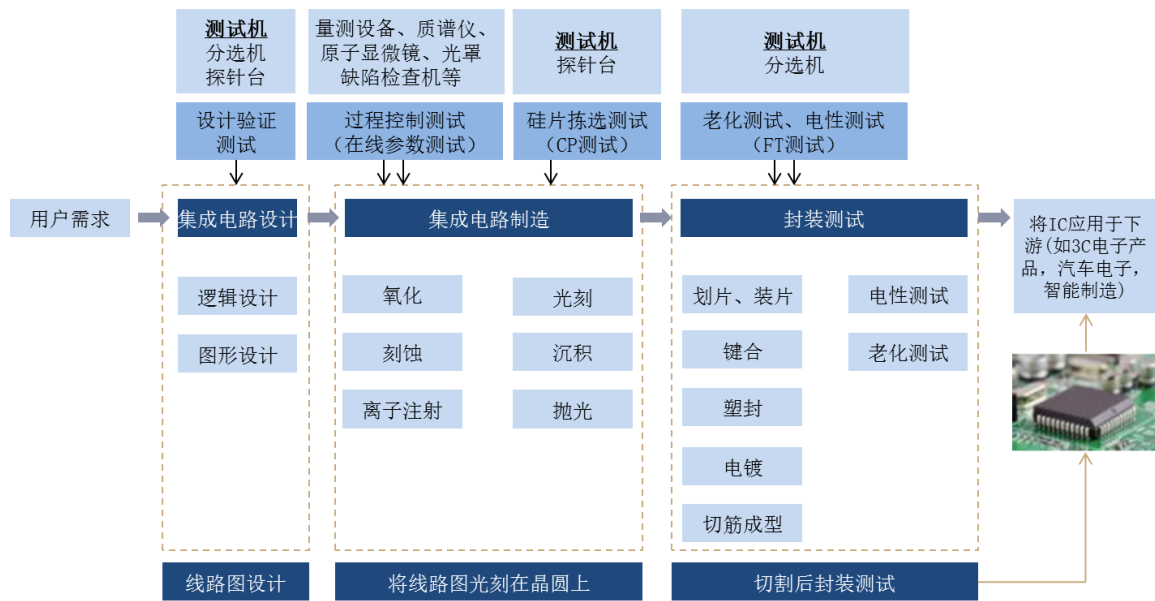 测试机
分选机
探针台
量测设备、质谱仪、
原子显微镜、光罩
缺陷检查机等
测试机
探针台
测试机
分选机
设计验证
测试
过程控制测试
(在线参数测试)
硅片拣选测试
(CP测试)
老化测试、电性测试
(FT测试)
用户需求
集成电路设计
集成电路制造
封装测试
将IC应用于下
游(如3C电子产
品，汽车电子，
智能制造)
逻辑设计
图形设计
氧化
光刻
刻蚀
沉积
离子注射
抛光
划片、装片
电性测试
键合
老化测试
塑封
电镀
切筋成型
线路图设计
将线路图光刻在晶圆上
切割后封装测试